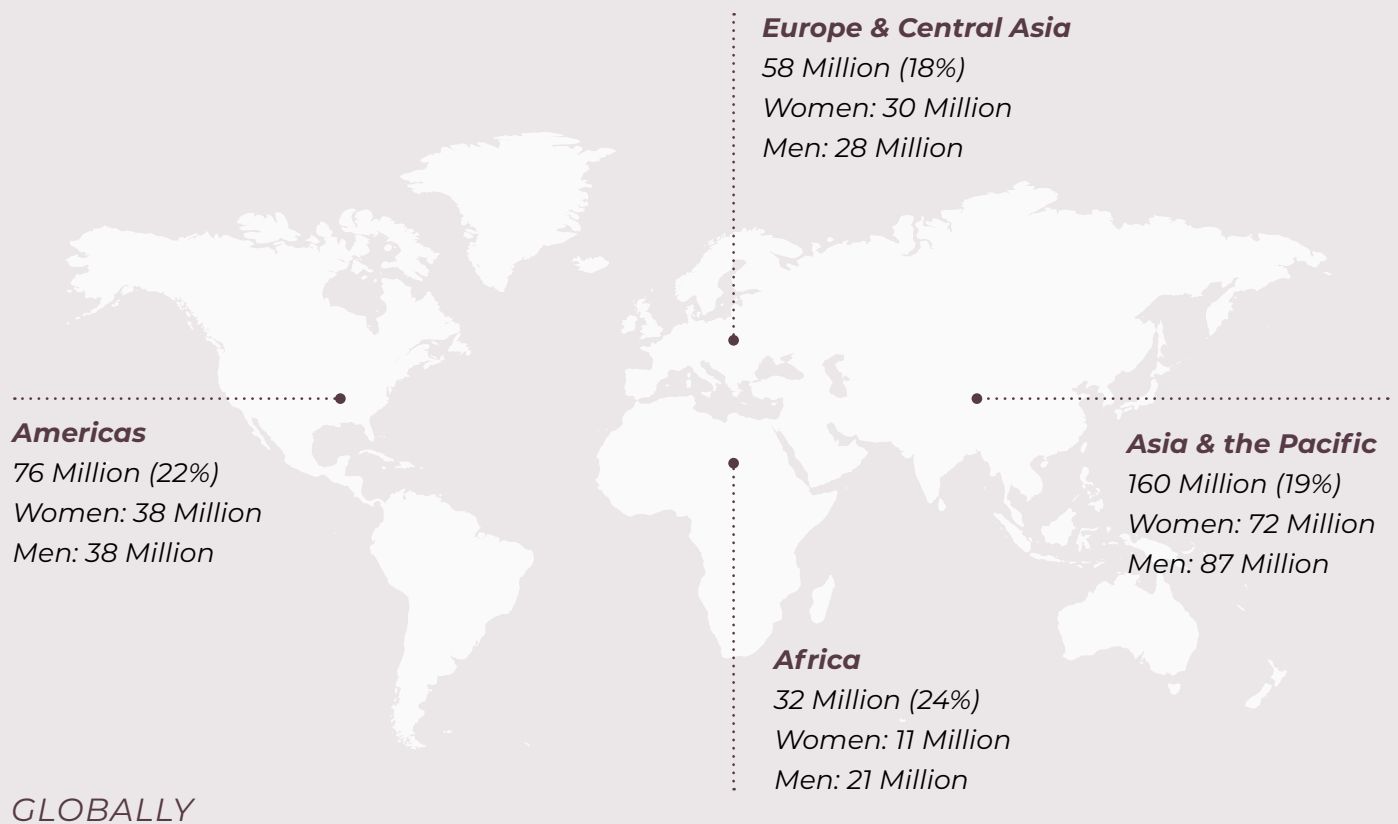 Europe & Central Asia
58 Million (18%)
Women: 30 Million
Men: 28 Million
Americas
76 Million (22%)
Women: 38 Million
Men: 38 Million
Asia & the Pacific
160 Million (19%)
Women: 72 Million
Men: 87 Million
Africa
32 Million (24%)
Women: 11 Million
Men: 21 Million
GLOBALLY